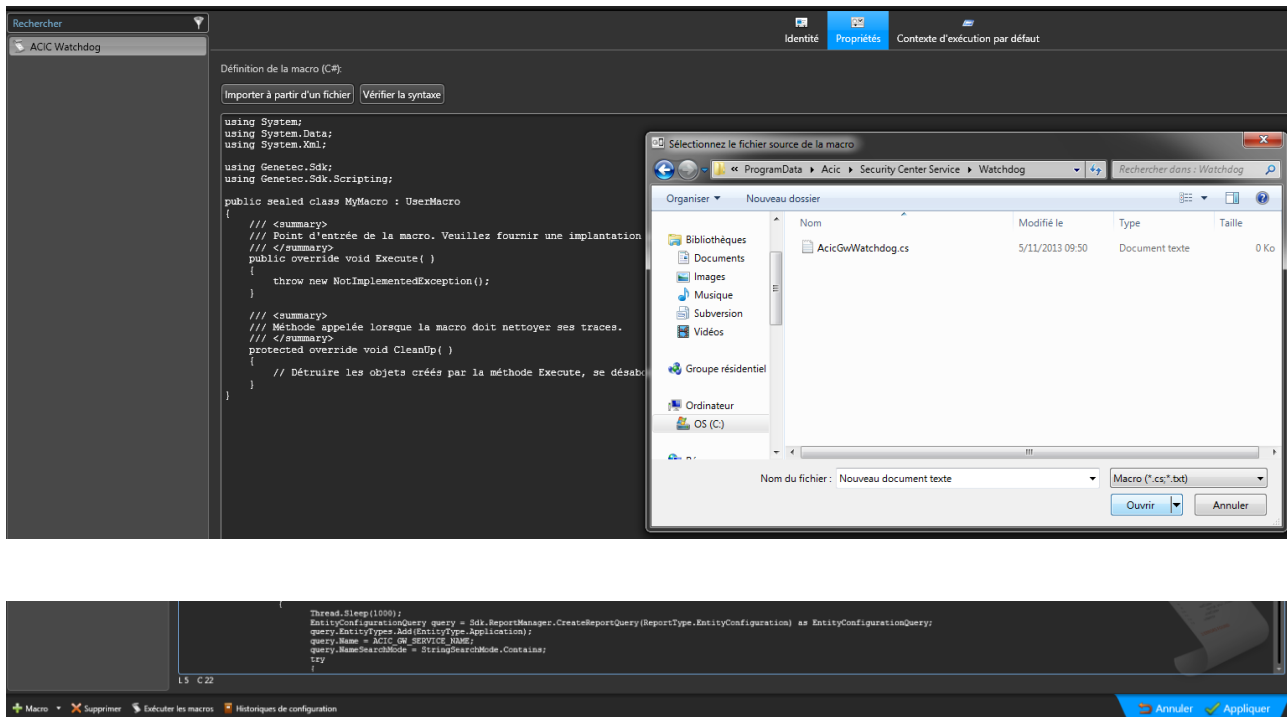 Rechercher
ACIC Watchdog
Identité Propriétés Contexte d'exécution par défaut
Définition de la macro (C#):
Importer à partir d'un fichier Vérifier la syntaxe
using System;
using System.Data;
using System.Xml;
using Genetec.Sdk;
using Genetec.Sdk.Scripting;
public sealed class MyMacro : UserMacro
{
/// <summary>
/// Point d'entrée de la macro. Veuillez fournir une implantation
/// </summary>
public override void Execute( )
{
throw new NotImplementedException();
}
/// <summary>
/// Méthode appelée lorsque la macro doit nettoyer ses traces.
/// </summary>
protected override void CleanUp( )
{
// Détruire les objets créés par la méthode Execute, se désabo
}
}
Sélectionnez le fichier source de la macro
« ProgramData Acic Security Center Service Watchdog
Rechercher dans : Watchdog
Organiser Nouveau dossier
Nom Modifié le Type Taille
AcicGwWatchdog.cs 5/11/2013 09:50 Document texte 0 Ko
Bibliothèques
Documents
Images
Musique
Subversion
Vidéos
Groupe résidentiel
Ordinateur
OS (C:)
Nom du fichier : Nouveau document texte Macro (*.cs;*.txt)
Ouvrir Annuler
{
Thread.Sleep(1000);
EntityConfigurationQuery query = Sdk.ReportManager.CreateReportQuery(ReportType.EntityConfiguration) as EntityConfigurationQuery;
query.EntityTypes.Add(EntityType.Application);
query.Name = ACIC_GW_SERVICE_NAME;
query.NameSearchMode = StringSearchMode.Contains;
try
{
L5 C22
Macro Supprimer Exécuter les macros Historiques de configuration Annuler Appliquer